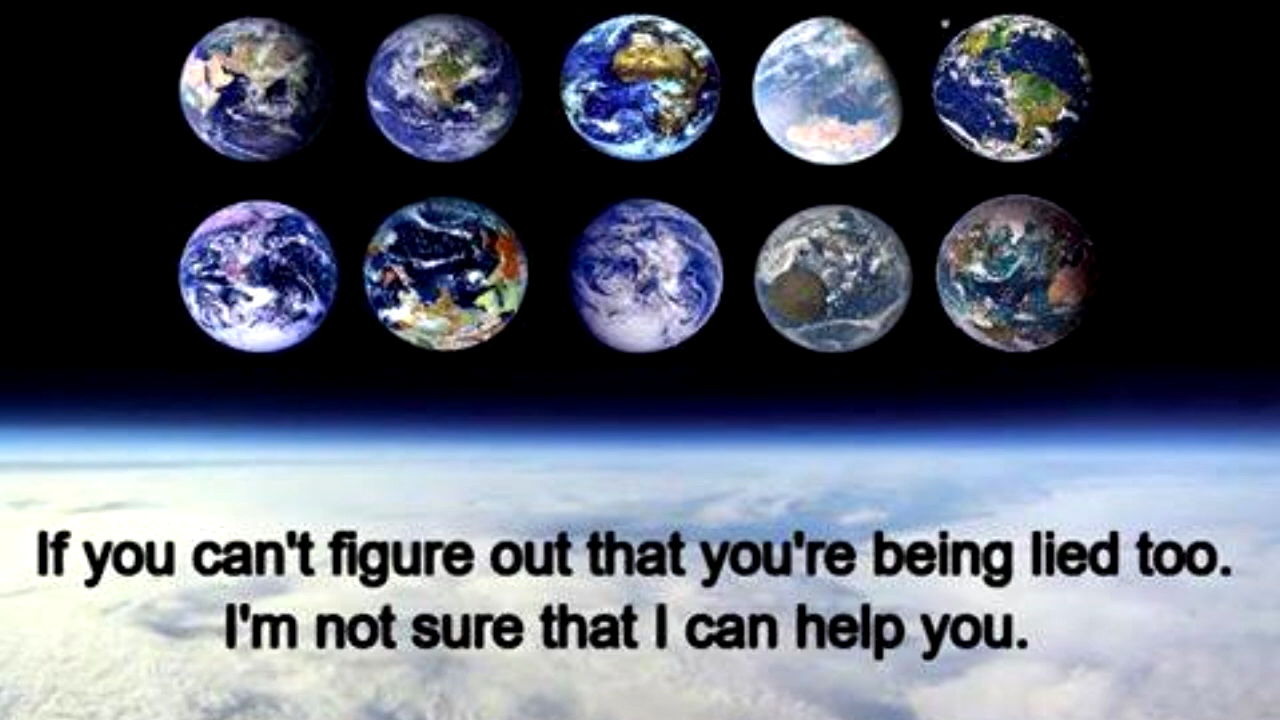 If you can't figure out that you're being lied too.
I'm not sure that I can help you.